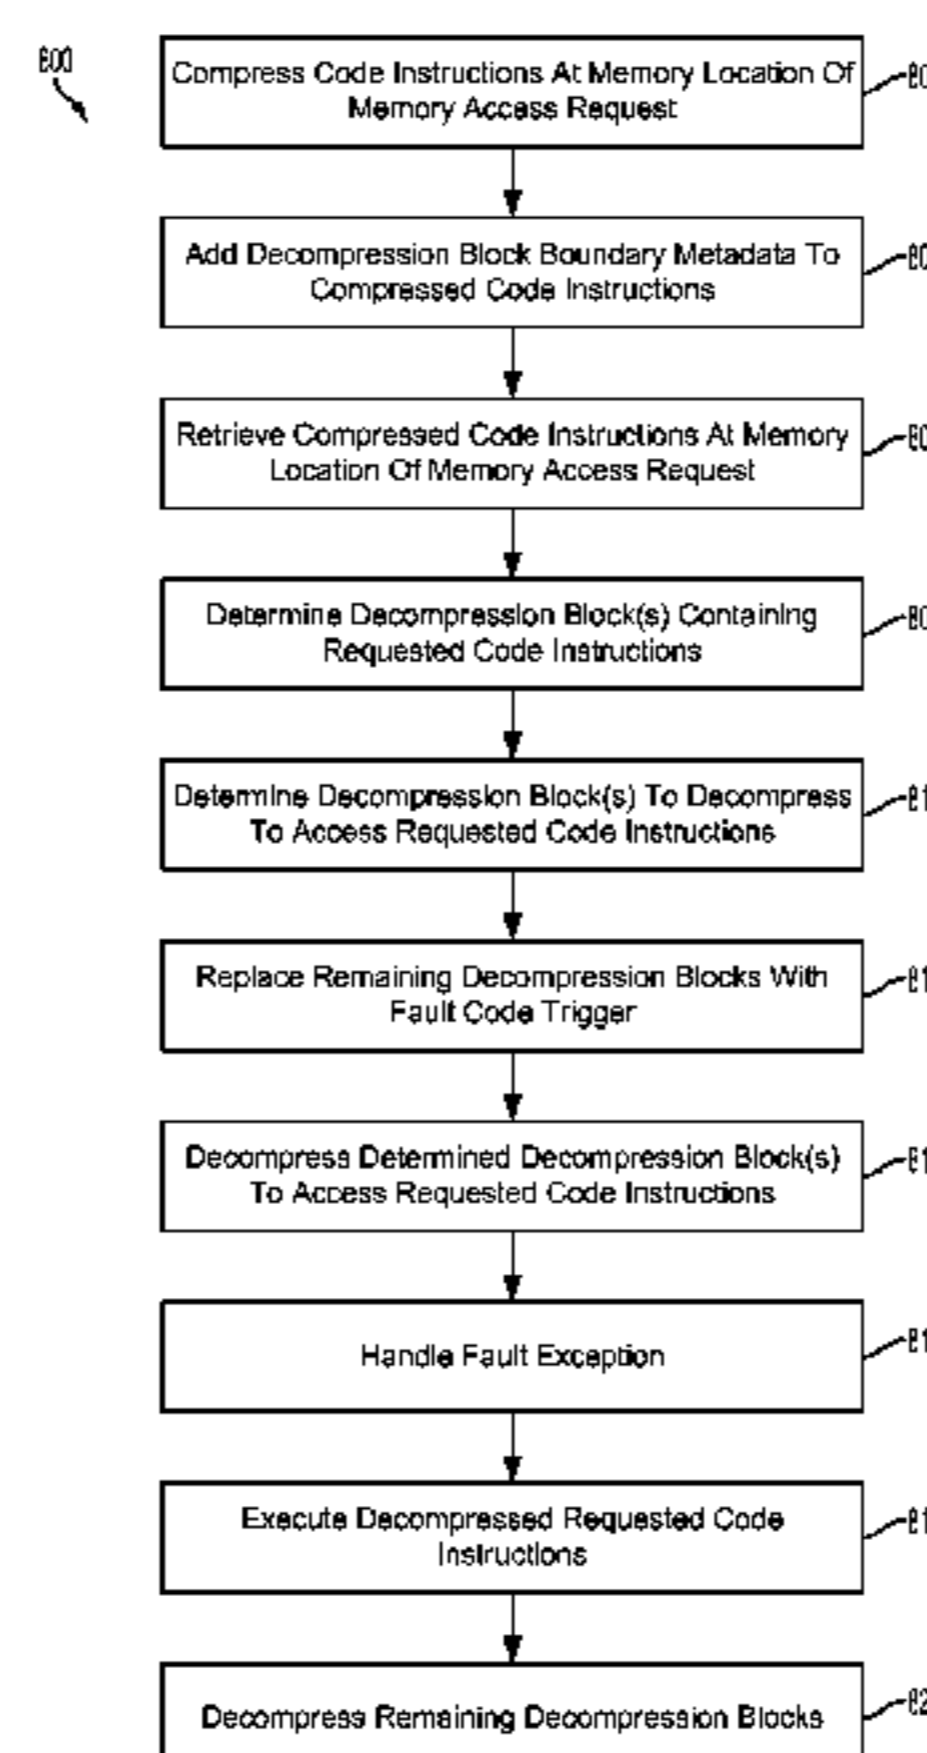 Compress Code Instructions At Memory Location Of
Memory Access Request
Add Decompression Block Boundary Metadata To
Compressed Code Instructions
Retrieve Compressed Code Instructions At Memory
Location Of Memory Access Request
Determine Decompression Block(s) Containing
Requested Code Instructions
Determine Decompression Block(s) To Decompress
To Access Requested Code Instructions
Replace Remaining Decompression Blocks With
Fault Code Trigger
Decompress Determined Decompression Block(s)
To Access Requested Code Instructions
Handle Fault Exception
Execute Decompressed Requested Code
Instructions
Decompress Remaining Decompression Blocks